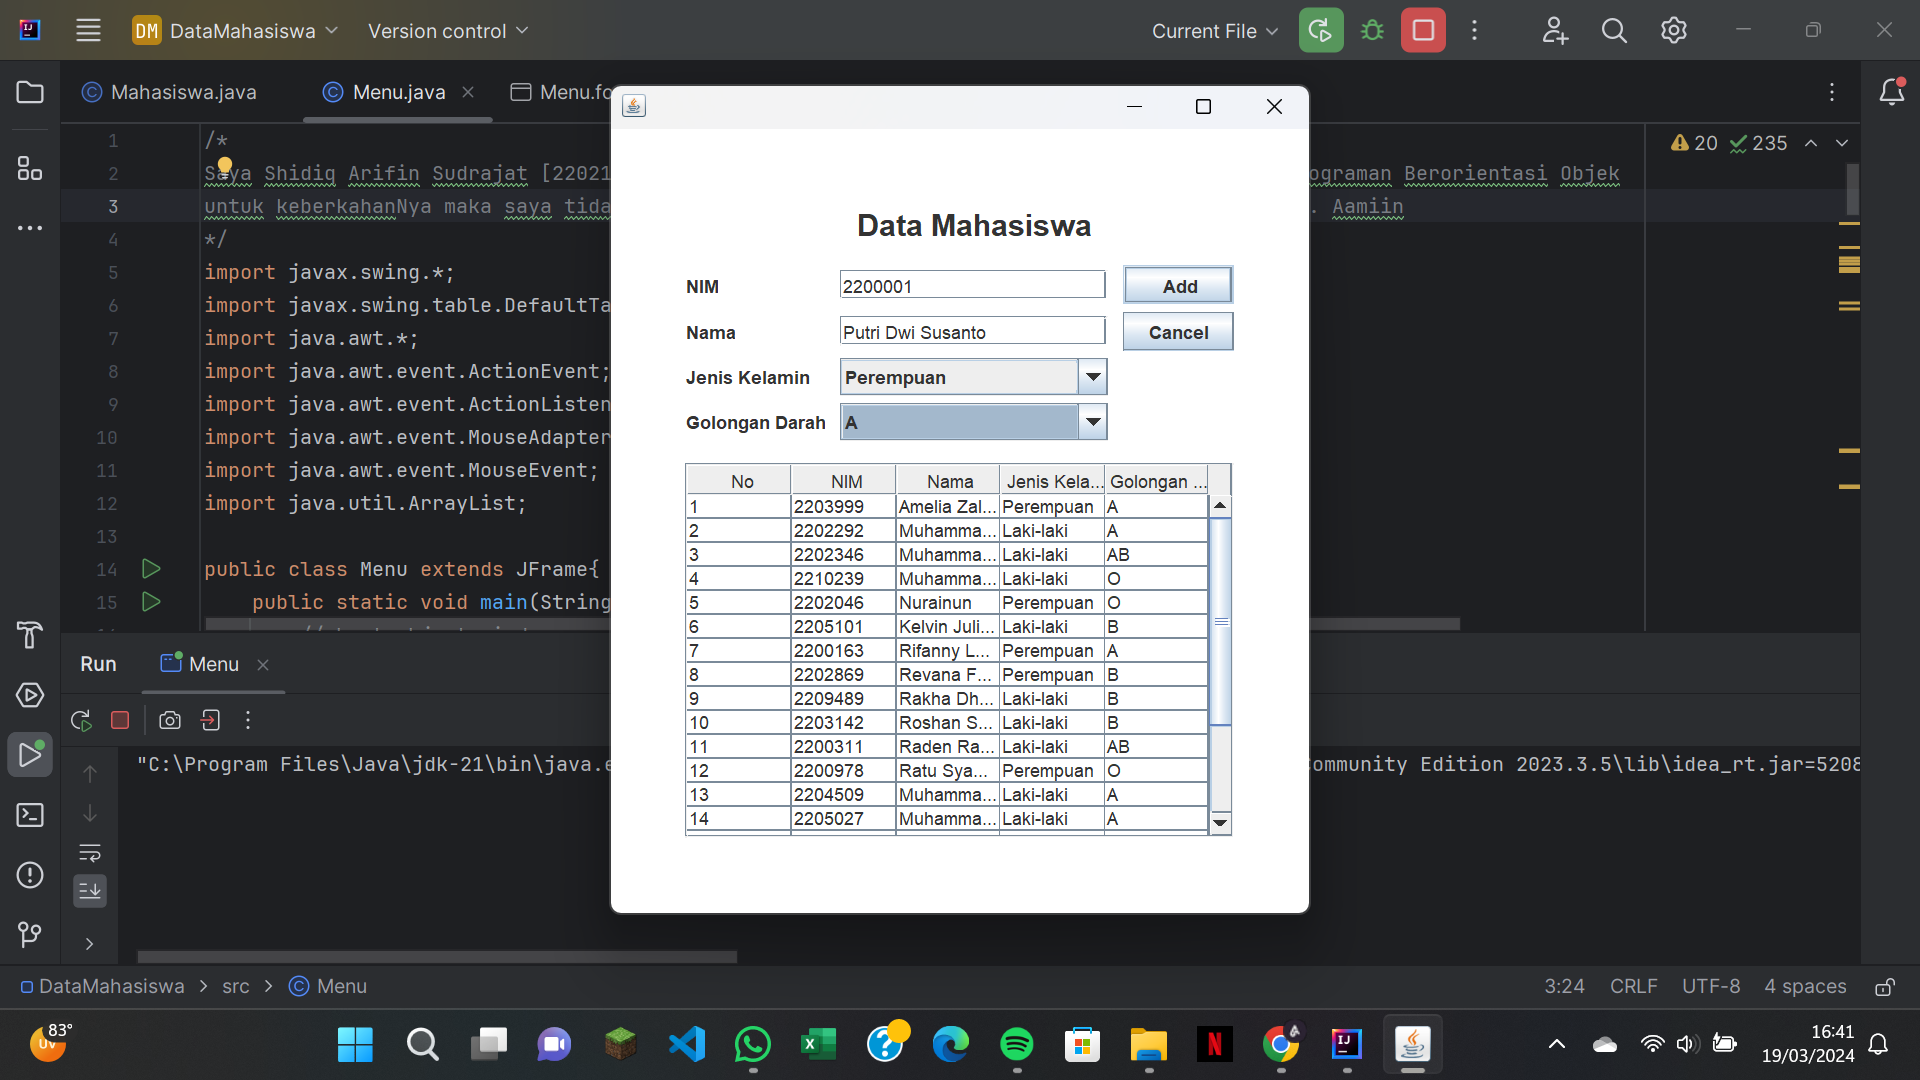 DM DataMahasiswa Version control Current File
Mahasiswa.java Menu.java Menu.fo
1 /*
2 Saya Shidiq Arifin Sudrajat [22021 ograman Berorientasi Objek
3 untuk keberkahanNya maka saya tida . Aamiin
4 */
5 import javax.swing.*;
6 import javax.swing.table.DefaultTa
7 import java.awt.*;
8 import java.awt.event.ActionEvent;
9 import java.awt.event.ActionListen
10 import java.awt.event.MouseAdapter
11 import java.awt.event.MouseEvent;
12 import java.util.ArrayList;
13
14 public class Menu extends JFrame{
15 public static void main(String
20 235
Data Mahasiswa
NIM 2200001 Add
Nama Putri Dwi Susanto Cancel
Jenis Kelamin Perempuan
Golongan Darah A
No NIM Nama Jenis Kela... Golongan ...
1 2203999 Amelia Zal... Perempuan A
2 2202292 Muhamma... Laki-laki A
3 2202346 Muhamma... Laki-laki AB
4 2210239 Muhamma... Laki-laki O
5 2202046 Nurainun Perempuan O
6 2205101 Kelvin Juli... Laki-laki B
7 2200163 Rifanny L... Perempuan A
8 2202869 Revana F... Perempuan B
9 2209489 Rakha Dh... Laki-laki B
10 2203142 Roshan S... Laki-laki B
11 2200311 Raden Ra... Laki-laki AB
12 2200978 Ratu Sya... Perempuan O
13 2204509 Muhamma... Laki-laki A
14 2205027 Muhamma... Laki-laki A
Run Menu
"C:\Program Files\Java\jdk-21\bin\java.e ommunity Edition 2023.3.5\lib\idea_rt.jar=5208
DataMahasiswa > src > Menu 3:24 CRLF UTF-8 4 spaces
83° UV
16:41
19/03/2024